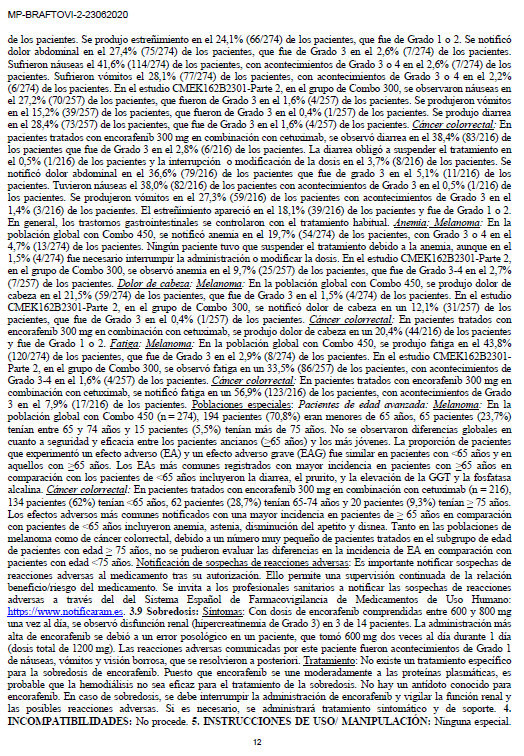 MP-BRAFTOVI-2-23062020
de los pacientes. Se produjo estreñimiento en el 24,1% (66/274) de los pacientes, que fue de Grado 1 o 2. Se notificó
dolor abdominal en el 27,4% (75/274) de los pacientes, que fue de Grado 3 en el 2,6% (7/274) de los pacientes.
Sufrieron náuseas el 41,6% (114/274) de los pacientes, con acontecimientos de Grado 3 o 4 en el 2,6% (7/274) de los
pacientes. Sufrieron vómitos el 28,1% (77/274) de los pacientes, con acontecimientos de Grado 3 o 4 en el 2,2%
(6/274) de los pacientes. En el estudio CMEK162B2301-Parte 2, en el grupo de Combo 300, se observaron náuseas en
el 27,2% (70/257) de los pacientes, que fueron de Grado 3 en el 1,6% (4/257) de los pacientes. Se produjeron vómitos
en el 15,2% (39/257) de los pacientes, que fueron de Grado 3 en el 0,4% (1/257) de los pacientes. Se produjo diarrea
en el 28,4% (73/257) de los pacientes, que fue de Grado 3 en el 1,6% (4/257) de los pacientes. Cáncer colorrectal: En
pacientes tratados con encorafenib 300 mg en combinación con cetuximab, se observó diarrea en el 38,4% (83/216) de
los pacientes que fue de Grado 3 en el 2,8% (6/216) de los pacientes. La diarrea obligó a suspender el tratamiento en
el 0,5% (1/216) de los pacientes y la interrupción o modificación de la dosis en el 3,7% (8/216) de los pacientes. Se
notificó dolor abdominal en el 36,6% (79/216) de los pacientes que fue de grado 3 en el 5,1% (11/216) de los
pacientes. Tuvieron náuseas el 38,0% (82/216) de los pacientes con acontecimientos de Grado 3 en el 0,5% (1/216) de
los pacientes. Se produjeron vómitos en el 27,3% (59/216) de los pacientes con acontecimientos de Grado 3 en el
1,4% (3/216) de los pacientes. El estreñimiento apareció en el 18,1% (39/216) de los pacientes y fue de Grado 1 o 2.
En general, los trastornos gastrointestinales se controlaron con el tratamiento habitual. Anemia: Melanoma: En la
población global con Combo 450, se notificó anemia en el 19,7% (54/274) de los pacientes, con Grado 3 o 4 en el
4,7% (13/274) de los pacientes. Ningún paciente tuvo que suspender el tratamiento debido a la anemia, aunque en el
1,5% (4/274) fue necesario interrumpir la administración o modificar la dosis. En el estudio CMEK162B2301-Parte 2,
en el grupo de Combo 300, se observó anemia en el 9,7% (25/257) de los pacientes, que fue de Grado 3-4 en el 2,7%
(7/257) de los pacientes. Dolor de cabeza: Melanoma: En la población global con Combo 450, se produjo dolor de
cabeza en el 21,5% (59/274) de los pacientes, que fue de Grado 3 en el 1,5% (4/274) de los pacientes. En el estudio
CMEK162B2301-Parte 2, en el grupo de Combo 300, se notificó dolor de cabeza en un 12,1% (31/257) de los
pacientes, que fue de Grado 3 en el 0,4% (1/257) de los pacientes. Cáncer colorrectal: En pacientes tratados con
encorafenib 300 mg en combinación con cetuximab, se produjo dolor de cabeza en un 20,4% (44/216) de los pacientes
y fue de Grado 1 o 2. Fatiga: Melanoma: En la población global con Combo 450, se produjo fatiga en el 43,8%
(120/274) de los pacientes, que fue de Grado 3 en el 2,9% (8/274) de los pacientes. En el estudio CMEK162B2301-
Parte 2, en el grupo de Combo 300, se observó fatiga en un 33,5% (86/257) de los pacientes, con acontecimientos de
Grado 3-4 en el 1,6% (4/257) de los pacientes. Cáncer colorrectal: En pacientes tratados con encorafenib 300 mg en
combinación con cetuximab, se notificó fatiga en un 56,9% (123/216) de los pacientes, con acontecimientos de Grado
3 en el 7,9% (17/216) de los pacientes. Poblaciones especiales: Pacientes de edad avanzada: Melanoma: En la
población global con Combo 450 (n = 274), 194 pacientes (70,8%) eran menores de 65 años, 65 pacientes (23,7%)
tenían entre 65 y 74 años y 15 pacientes (5,5%) tenían más de 75 años. No se observaron diferencias globales en
cuanto a seguridad y eficacia entre los pacientes ancianos (≥65 años) y los más jóvenes. La proporción de pacientes
que experimentó un efecto adverso (EA) y un efecto adverso grave (EAG) fue similar en pacientes con <65 años y en
aquellos con ≥65 años. Los EAs más comunes registrados con mayor incidencia en pacientes con ≥65 años en
comparación con los pacientes de <65 años incluyeron la diarrea, el prurito, y la elevación de la GGT y la fosfatasa
alcalina. Cáncer colorrectal: En pacientes tratados con encorafenib 300 mg en combinación con cetuximab (n = 216),
134 pacientes (62%) tenían <65 años, 62 pacientes (28,7%) tenían 65-74 años y 20 pacientes (9,3%) tenían ≥ 75 años.
Los efectos adversos más comunes notificados con una mayor incidencia en pacientes de ≥ 65 años en comparación
con pacientes de <65 años incluyeron anemia, astenia, disminución del apetito y disnea. Tanto en las poblaciones de
melanoma como de cáncer colorrectal, debido a un número muy pequeño de pacientes tratados en el subgrupo de edad
de pacientes con edad ≥ 75 años, no se pudieron evaluar las diferencias en la incidencia de EA en comparación con
pacientes con edad <75 años. Notificación de sospechas de reacciones adversas: Es importante notificar sospechas de
reacciones adversas al medicamento tras su autorización. Ello permite una supervisión continuada de la relación
beneficio/riesgo del medicamento. Se invita a los profesionales sanitarios a notificar las sospechas de reacciones
adversas a través del del Sistema Español de Farmacovigilancia de Medicamentos de Uso Humano:
https://www.notificaram.es. 3.9 Sobredosis: Síntomas: Con dosis de encorafenib comprendidas entre 600 y 800 mg
una vez al día, se observó disfunción renal (hipercreatinemia de Grado 3) en 3 de 14 pacientes. La administración más
alta de encorafenib se debió a un error posológico en un paciente, que tomó 600 mg dos veces al día durante 1 día
(dosis total de 1200 mg). Las reacciones adversas comunicadas por este paciente fueron acontecimientos de Grado 1
de náuseas, vómitos y visión borrosa, que se resolvieron a posteriori. Tratamiento: No existe un tratamiento específico
para la sobredosis de encorafenib. Puesto que encorafenib se une moderadamente a las proteínas plasmáticas, es
probable que la hemodiálisis no sea eficaz para el tratamiento de la sobredosis. No hay un antídoto conocido para
encorafenib. En caso de sobredosis, se debe interrumpir la administración de encorafenib y vigilar la función renal y
las posibles reacciones adversas. Si es necesario, se administrará tratamiento sintomático y de soporte. 4.
INCOMPATIBILIDADES: No procede. 5. INSTRUCCIONES DE USO/ MANIPULACIÓN: Ninguna especial.
12